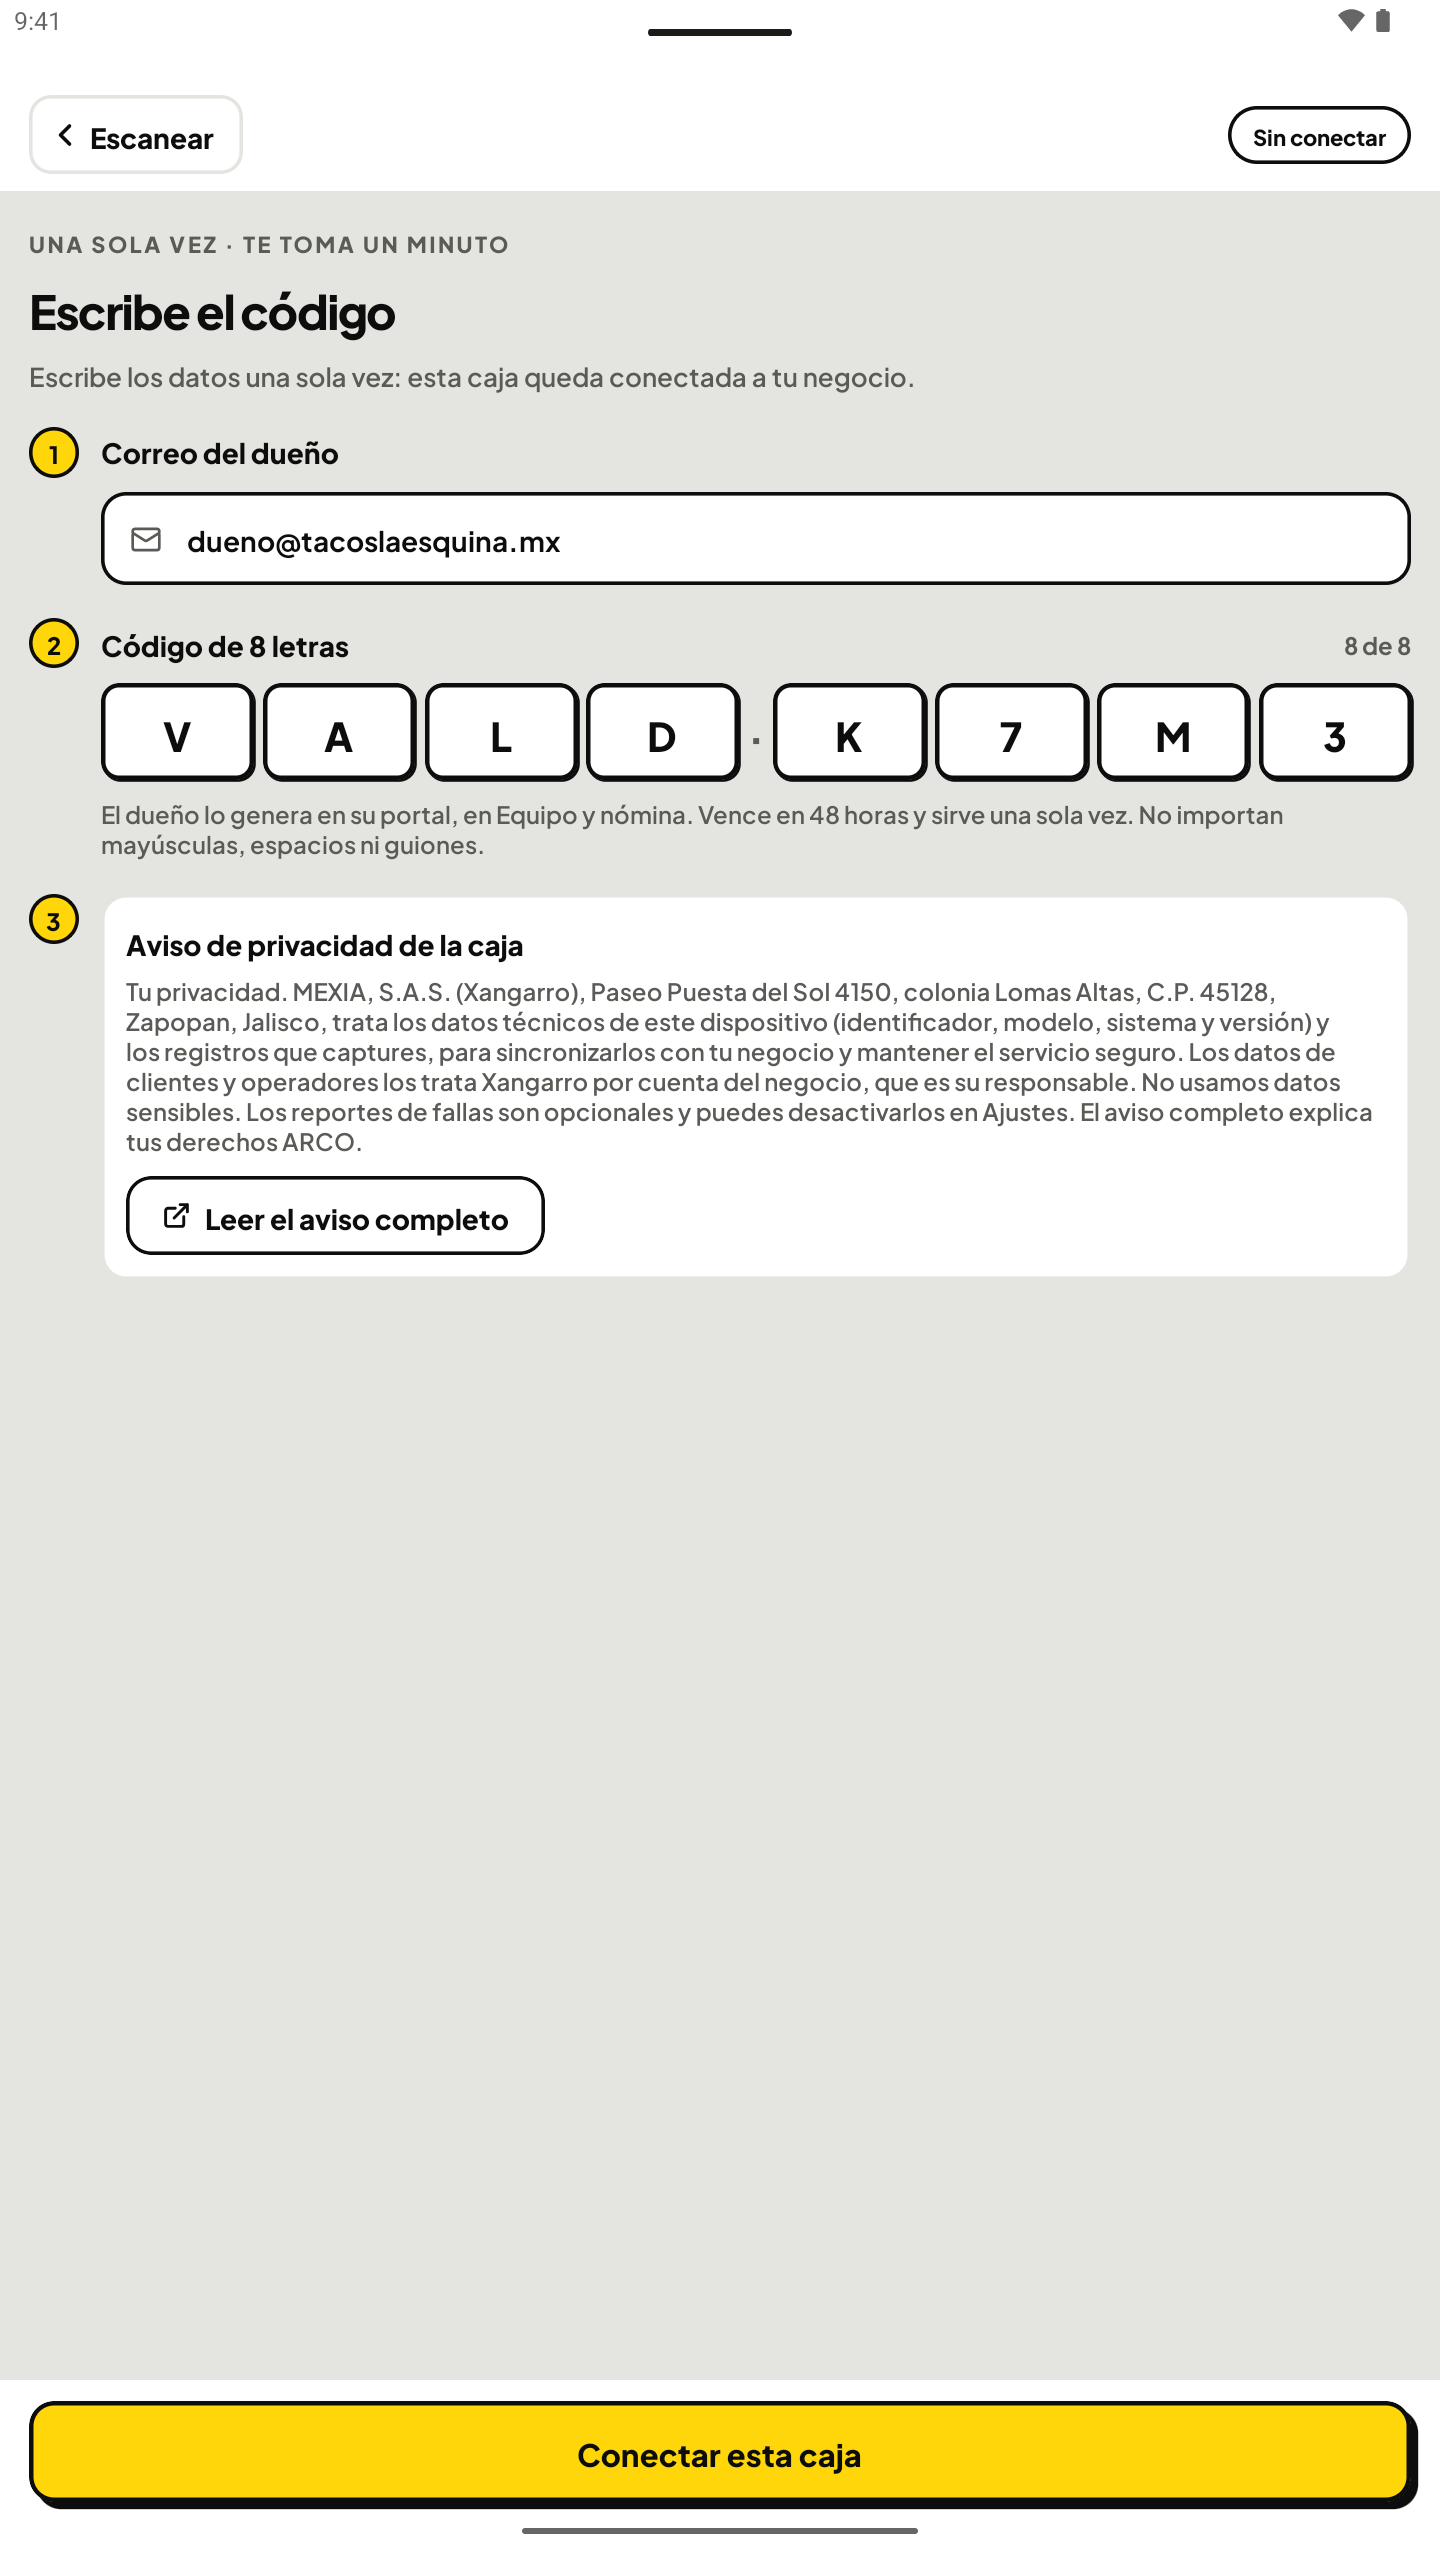 9:41
Escanear
Sin conectar
UNA SOLA VEZ · TE TOMA UN MINUTO
Escribe el código
Escribe los datos una sola vez: esta caja queda conectada a tu negocio.
1 Correo del dueño
dueno@tacoslaesquina.mx
2 Código de 8 letras 8 de 8
V A L D · K 7 M 3
El dueño lo genera en su portal, en Equipo y nómina. Vence en 48 horas y sirve una sola vez. No importan
mayúsculas, espacios ni guiones.
3
Aviso de privacidad de la caja
Tu privacidad. MEXIA, S.A.S. (Xangarro), Paseo Puesta del Sol 4150, colonia Lomas Altas, C.P. 45128,
Zapopan, Jalisco, trata los datos técnicos de este dispositivo (identificador, modelo, sistema y versión) y
los registros que captures, para sincronizarlos con tu negocio y mantener el servicio seguro. Los datos de
clientes y operadores los trata Xangarro por cuenta del negocio, que es su responsable. No usamos datos
sensibles. Los reportes de fallas son opcionales y puedes desactivarlos en Ajustes. El aviso completo explica
tus derechos ARCO.
Leer el aviso completo
Conectar esta caja